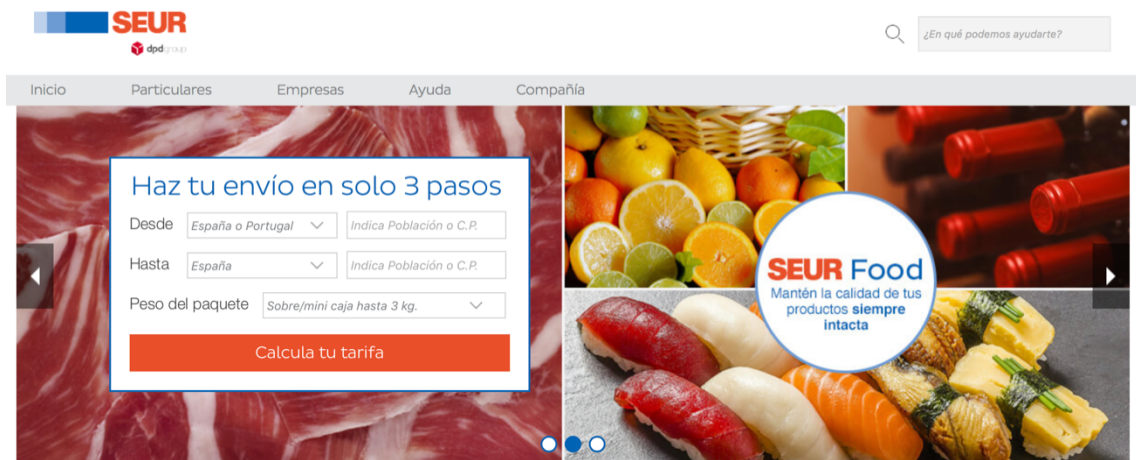 SEUR
dpdgroup
¿En qué podemos ayudarte?
Inicio
Particulares
Empresas
Ayuda
Compañía
Haz tu envío en solo 3 pasos
Desde
España o Portugal
Indica Población o C.P.
Hasta
España
Indica Población o C.P.
Peso del paquete
Sobre/mini caja hasta 3 kg.
Calcula tu tarifa
SEUR Food
Mantén la calidad de tus
productos siempre
intacta